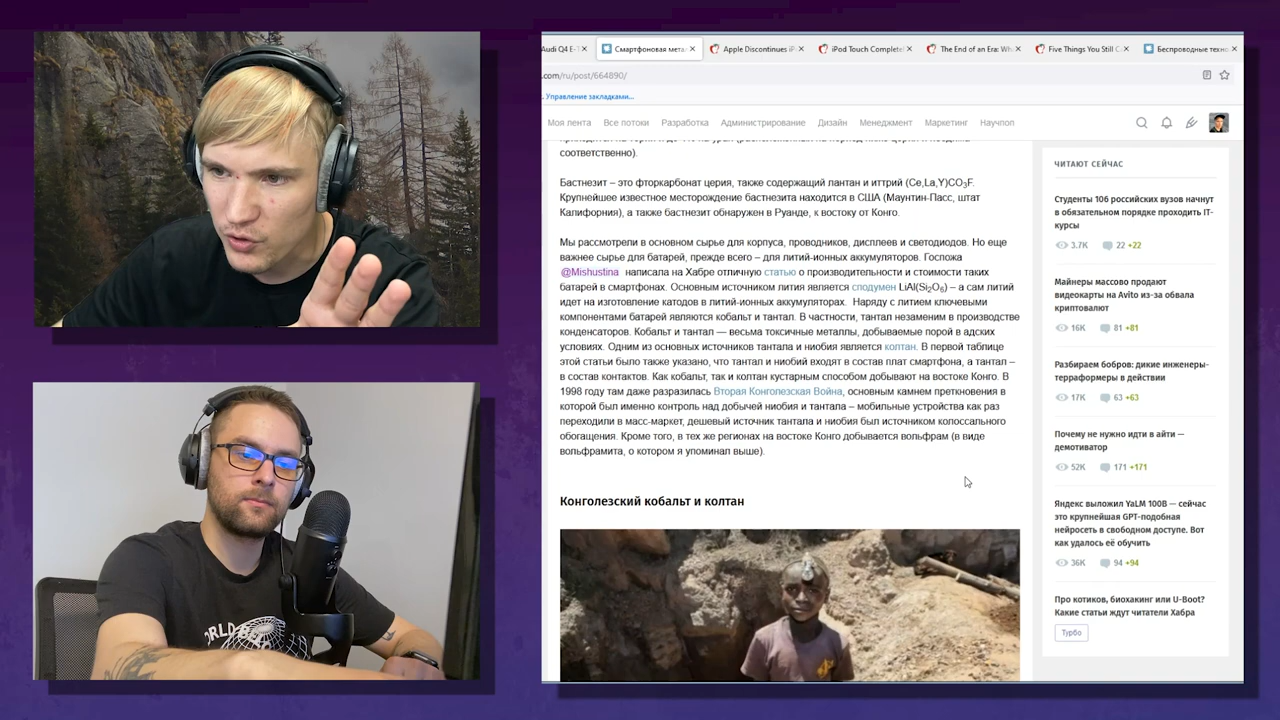 Audi Q4 E-T
Смартфоновая мета
Apple Discontinues iP
iPod Touch Complete
The End of an Era: Wh
Five Things You Still C
Беспроводные техно
.com/ru/post/664890/
Управление закладками...
Моя лента Все потоки Разработка Администрирование Дизайн Менеджмент Маркетинг Научпоп
соответственно).
Бастнезит – это фторкарбонат церия, также содержащий лантан и иттрий (Ce,La,Y)CO3F.
Крупнейшее известное месторождение бастнезита находится в США (Маунтин-Пасс, штат
Калифорния), а также бастнезит обнаружен в Руанде, к востоку от Конго.
Мы рассмотрели в основном сырье для корпуса, проводников, дисплеев и светодиодов. Но еще
важнее сырье для батарей, прежде всего – для литий-ионных аккумуляторов. Госпожа
@Mishustina написала на Хабре отличную статью о производительности и стоимости таких
батарей в смартфонах. Основным источником лития является сподумен LiAl(Si2O6) – а сам литий
идет на изготовление катодов в литий-ионных аккумуляторах. Наряду с литием ключевыми
компонентами батарей являются кобальт и тантал. В частности, тантал незаменим в производстве
конденсаторов. Кобальт и тантал — весьма токсичные металлы, добываемые порой в адских
условиях. Одним из основных источников тантала и ниобия является колтан. В первой таблице
этой статьи было также указано, что тантал и ниобий входят в состав плат смартфона, а тантал –
в состав контактов. Как кобальт, так и колтан кустарным способом добывают на востоке Конго. В
1998 году там даже разразилась Вторая Конголезская Война, основным камнем преткновения в
которой был именно контроль над добычей ниобия и тантала – мобильные устройства как раз
переходили в масс-маркет, дешевый источник тантала и ниобия был источником колоссального
обогащения. Кроме того, в тех же регионах на востоке Конго добывается вольфрам (в виде
вольфрамита, о котором я упоминал выше).
Конголезский кобальт и колтан
ЧИТАЮТ СЕЙЧАС
Студенты 106 российских вузов начнут
в обязательном порядке проходить IT-
курсы
3.7K 22 +22
Майнеры массово продают
видеокарты на Avito из-за обвала
криптовалют
16K 81 +81
Разбираем бобров: дикие инженеры-
терраформеры в действии
17K 63 +63
Почему не нужно идти в айти —
демотиватор
52K 171 +171
Яндекс выложил YaLM 100B — сейчас
это крупнейшая GPT-подобная
нейросеть в свободном доступе. Вот
как удалось её обучить
36K 94 +94
Про котиков, биохакинг или U-Boot?
Какие статьи ждут читатели Хабра
Турбо